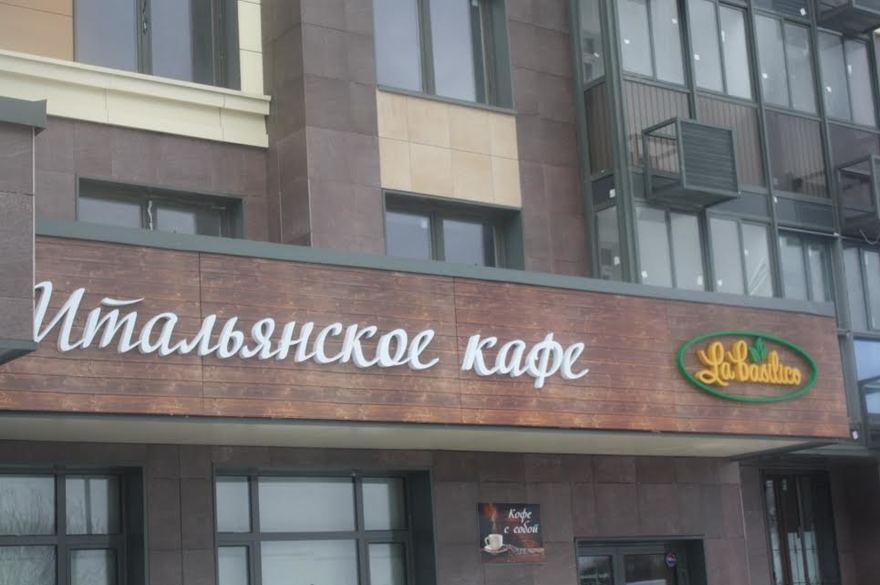 Итальянское кафе
La Basilico
Кофе
с собой